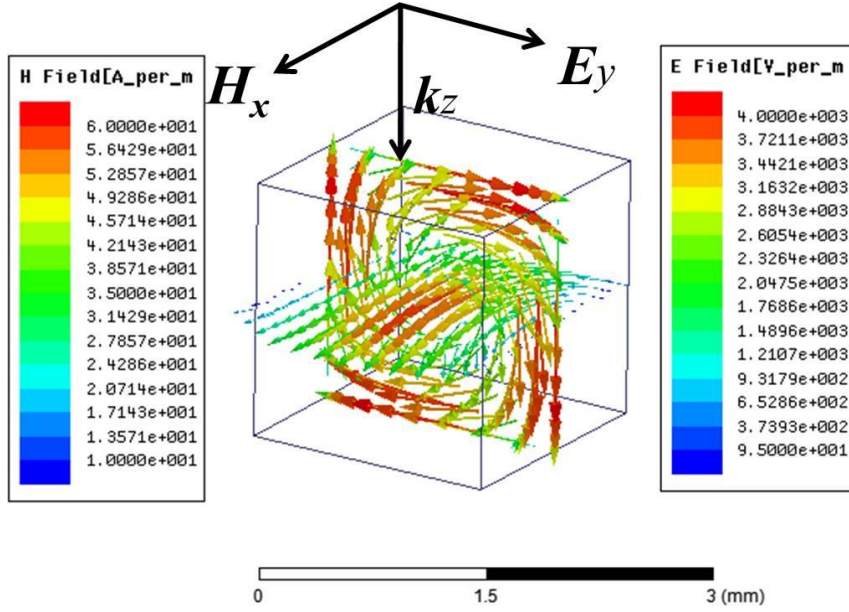 H Field[A_per_m
6.0000e+001
5.6429e+001
5.2857e+001
4.9286e+001
4.5714e+001
4.2143e+001
3.8571e+001
3.5000e+001
3.1429e+001
2.7857e+001
2.4286e+001
2.0714e+001
1.7143e+001
1.3571e+001
1.0000e+001
Hx
kz
Ey
E Field[V_per_m
4.0000e+003
3.7211e+003
3.4421e+003
3.1632e+003
2.8843e+003
2.6054e+003
2.3264e+003
2.0475e+003
1.7686e+003
1.4896e+003
1.2107e+003
9.3179e+002
6.5286e+002
3.7393e+002
9.5000e+001
0 1.5 3 (mm)